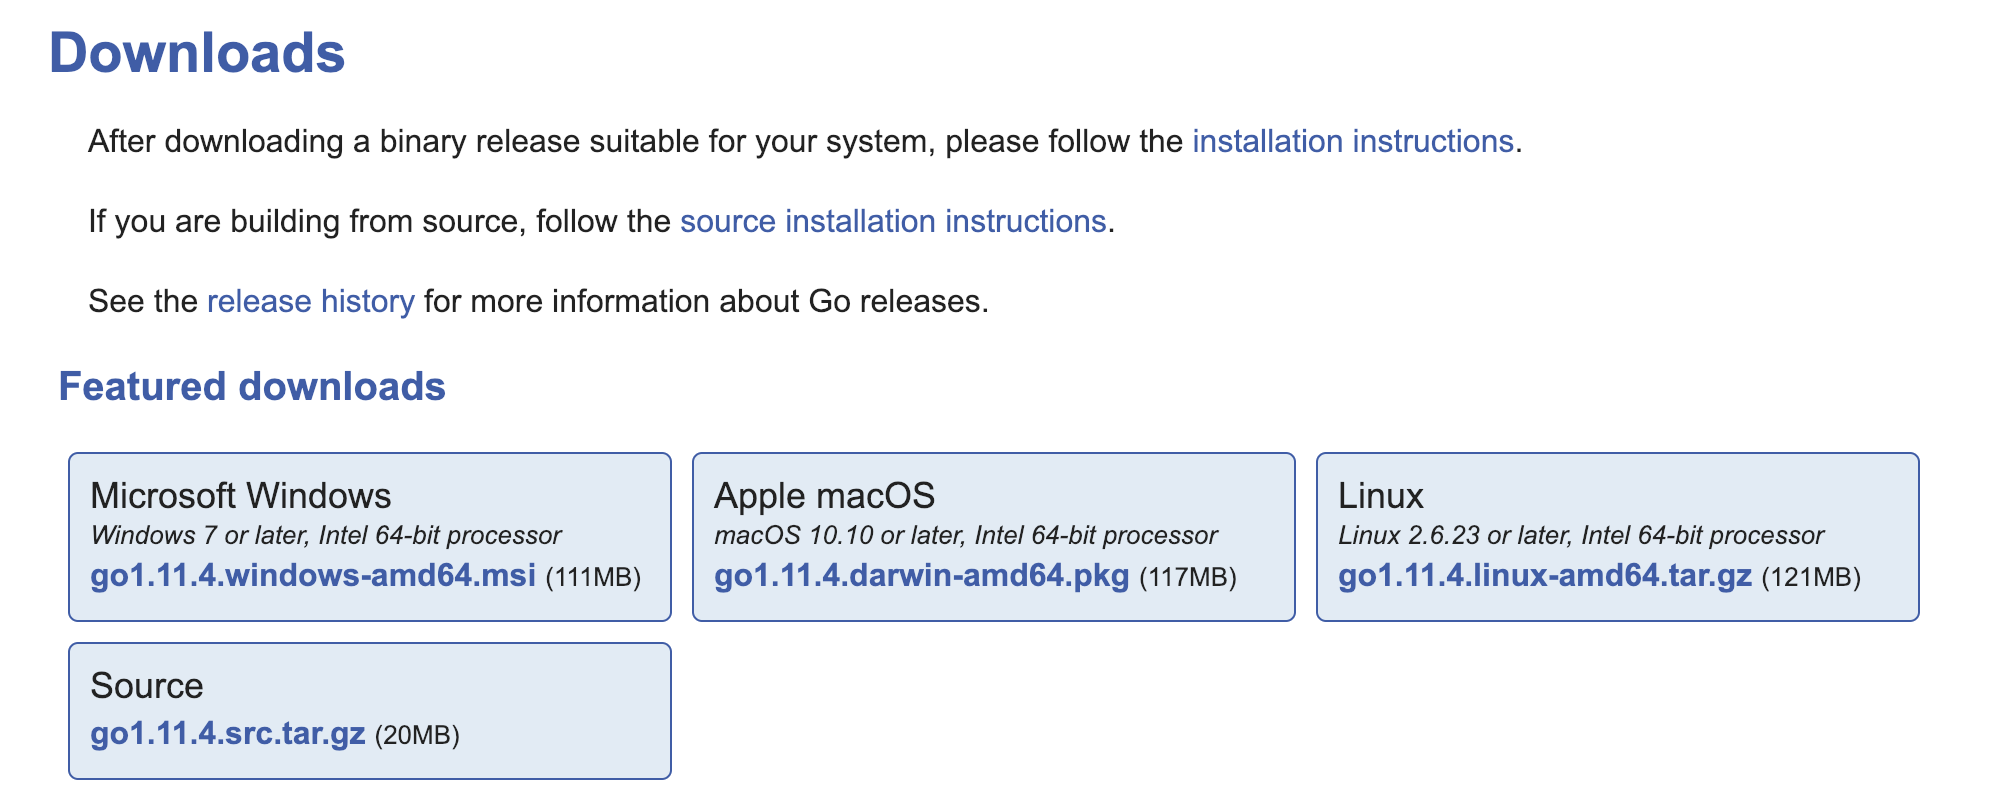 Downloads
After downloading a binary release suitable for your system, please follow the installation instructions.
If you are building from source, follow the source installation instructions.
See the release history for more information about Go releases.
Featured downloads
Microsoft Windows
Windows 7 or later, Intel 64-bit processor
go1.11.4.windows-amd64.msi (111MB)
Apple macOS
macOS 10.10 or later, Intel 64-bit processor
go1.11.4.darwin-amd64.pkg (117MB)
Linux
Linux 2.6.23 or later, Intel 64-bit processor
go1.11.4.linux-amd64.tar.gz (121MB)
Source
go1.11.4.src.tar.gz (20MB)